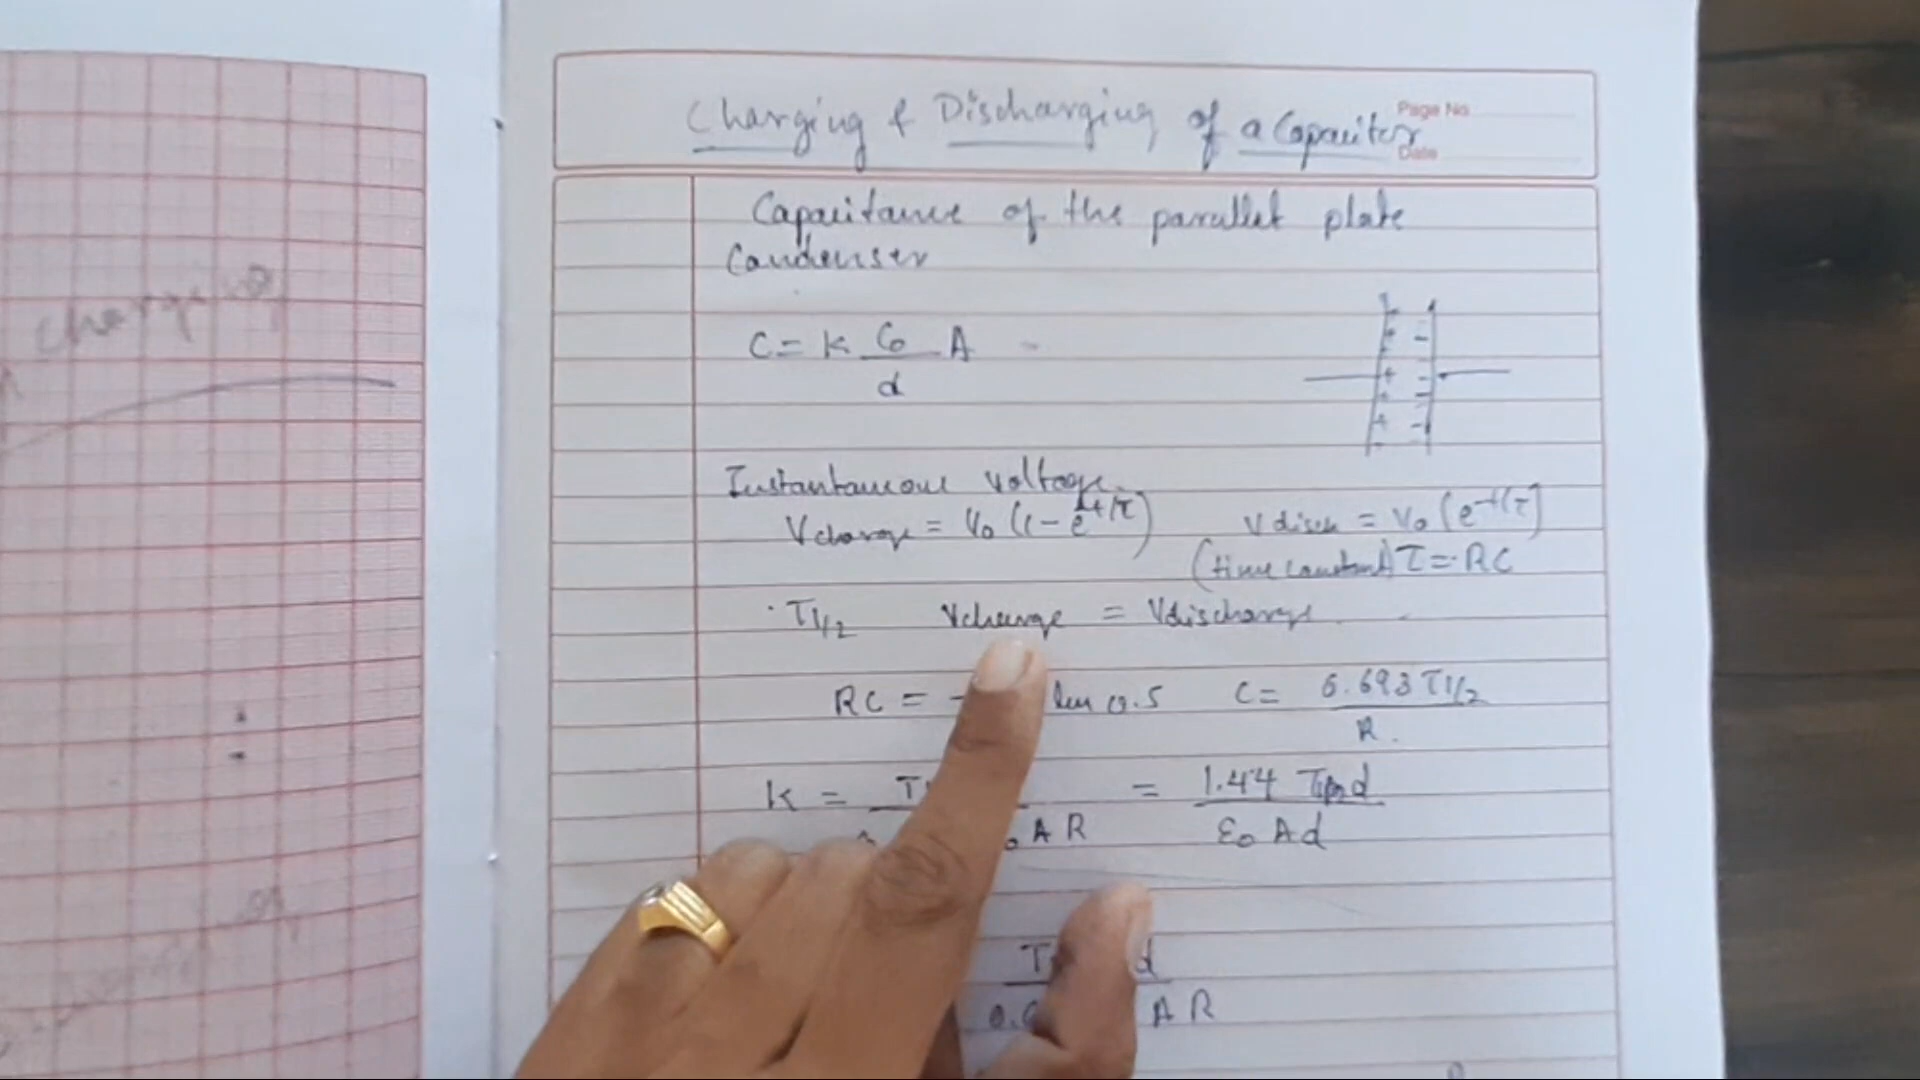 charging
Page No
Date
Charging & Discharging of a Capacitor
Capacitance of the parallel plate
Condenser
C = K ϵ₀ A
d
Instantaneous voltage
Vcharge = V₀ (1 - e^-t/τ) Vdisch = V₀ (e^-t/τ)
(time constant) τ = RC
T1/2 Vcharge = Vdischarge
RC = - ln 0.5 C = 0.693 T1/2
R
K = = 1.44 T1/2 d
A R ε₀ A d
d
A R